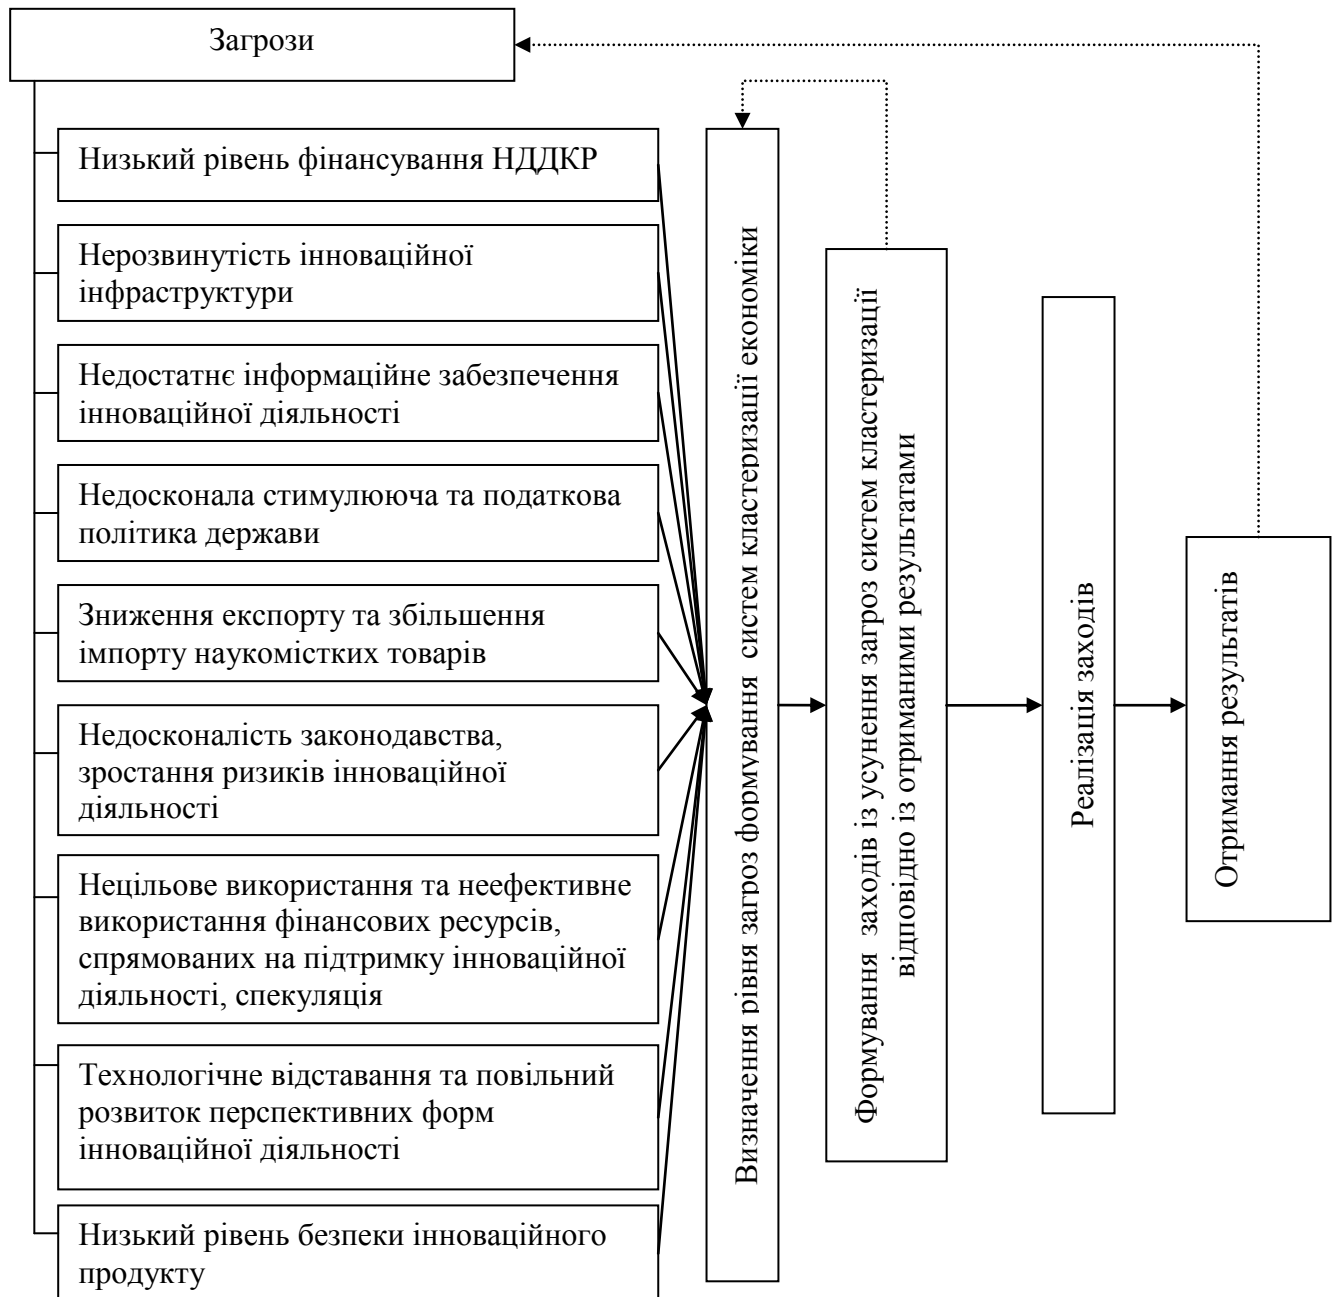 Загрози
Низький рівень фінансування НДДКР
Нерозвинутість інноваційної
інфраструктури
Недостатнє інформаційне забезпечення
інноваційної діяльності
Недосконала стимулююча та податкова
політика держави
Зниження експорту та збільшення
імпорту наукомістких товарів
Недосконалість законодавства,
зростання ризиків інноваційної
діяльності
Нецільове використання та неефективне
використання фінансових ресурсів,
спрямованих на підтримку інноваційної
діяльності, спекуляція
Технологічне відставання та повільний
розвиток перспективних форм
інноваційної діяльності
Низький рівень безпеки інноваційного
продукту
Визначення рівня загроз формування систем кластеризації економіки
Формування заходів із усунення загроз систем кластеризації
відповідно із отриманими результатами
Реалізація заходів
Отримання результатів